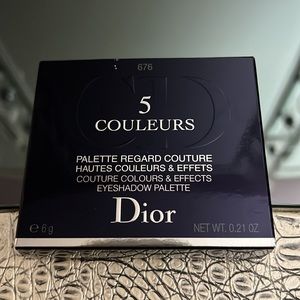 676
5
COULEURS
PALETTE REGARD COUTURE
HAUTES COULEURS & EFFETS
COUTURE COLOURS & EFFECTS
EYESHADOW PALETTE
Dior
℮ 6 g NET WT. 0.21 OZ